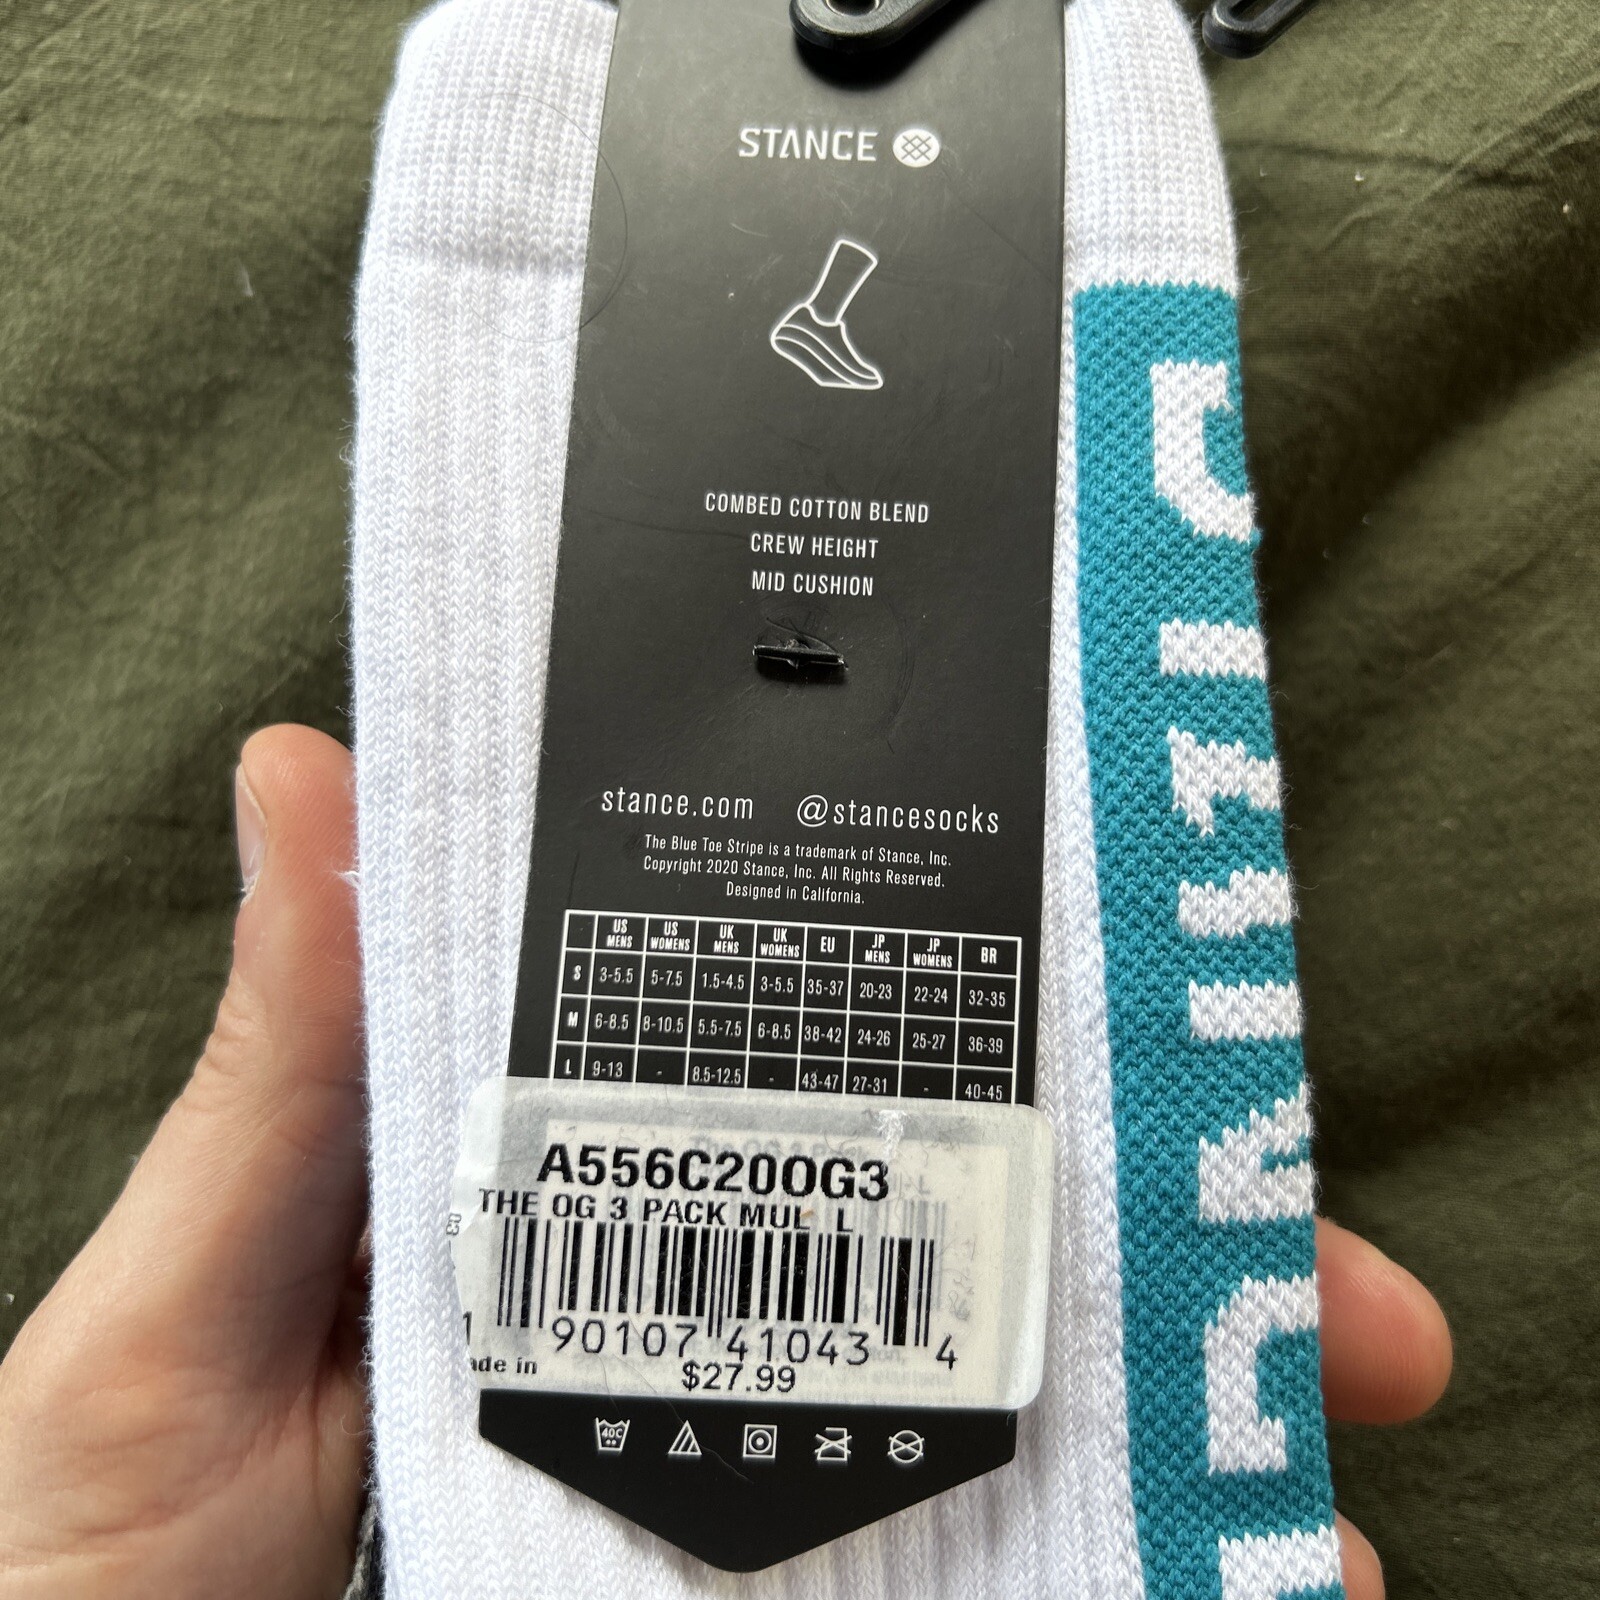 STANCE
COMBED COTTON BLEND
CREW HEIGHT
MID CUSHION
stance.com @stancesocks
The Blue Toe Stripe is a trademark of Stance, Inc.
Copyright 2020 Stance, Inc. All Rights Reserved.
Designed in California.
US MENS US WOMENS UK MENS UK WOMENS EU JP MENS JP WOMENS BR
S 3-5.5 5-7.5 1.5-4.5 3-5.5 35-37 20-23 22-24 32-35
M 6-8.5 8-10.5 5.5-7.5 6-8.5 38-42 24-26 25-27 36-39
L 9-13 - 8.5-12.5 - 43-47 27-31 - 40-45
A556C20OG3
THE OG 3 PACK MUL L
1 90107 41043 4
ade in
$27.99
40C